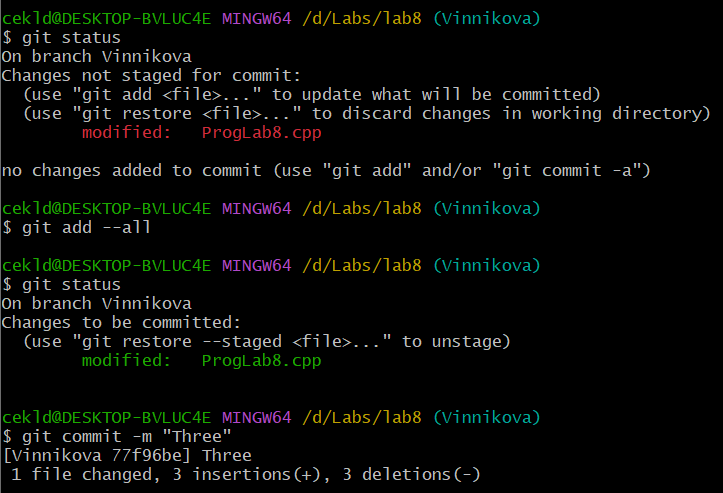 cekld@DESKTOP-BVLUC4E MINGW64 /d/Labs/lab8 (Vinnikova)
$ git status
On branch Vinnikova
Changes not staged for commit:
  (use "git add <file>..." to update what will be committed)
  (use "git restore <file>..." to discard changes in working directory)
        modified:   ProgLab8.cpp

no changes added to commit (use "git add" and/or "git commit -a")

cekld@DESKTOP-BVLUC4E MINGW64 /d/Labs/lab8 (Vinnikova)
$ git add --all

cekld@DESKTOP-BVLUC4E MINGW64 /d/Labs/lab8 (Vinnikova)
$ git status
On branch Vinnikova
Changes to be committed:
  (use "git restore --staged <file>..." to unstage)
        modified:   ProgLab8.cpp


cekld@DESKTOP-BVLUC4E MINGW64 /d/Labs/lab8 (Vinnikova)
$ git commit -m "Three"
[Vinnikova 77f96be] Three
 1 file changed, 3 insertions(+), 3 deletions(-)